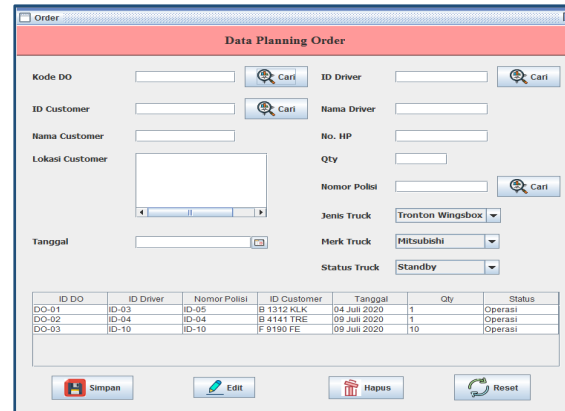 Order
Data Planning Order
Kode DO Cari ID Driver Cari
ID Customer Cari Nama Driver
Nama Customer No. HP
Lokasi Customer Qty
Nomor Polisi Cari
Jenis Truck Tronton Wingsbox
Tanggal Merk Truck Mitsubishi
Status Truck Standby
ID DO ID Driver Nomor Polisi ID Customer Tanggal Qty Status
DO-01 ID-03 ID-05 B 1312 KLK 04 Juli 2020 1 Operasi
DO-02 ID-04 ID-04 B 4141 TRE 09 Juli 2020 1 Operasi
DO-03 ID-10 ID-10 F 9190 FE 09 Juli 2020 10 Operasi
Simpan Edit Hapus Reset